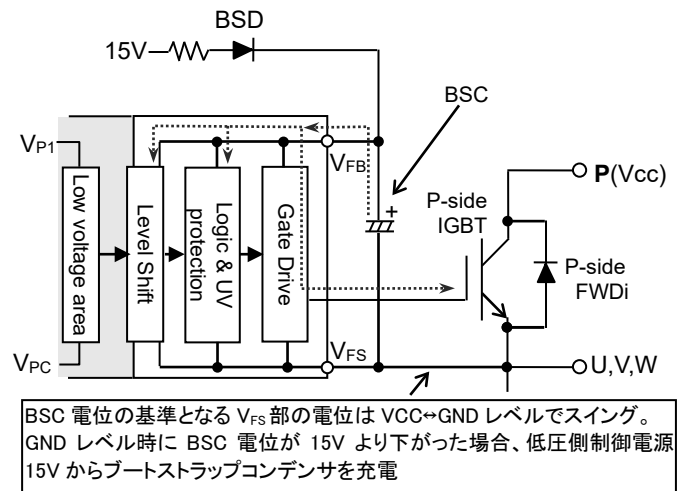 BSD
15V
BSC
VP1
VFB
P(Vcc)
P-side
IGBT
Low voltage area
Level Shift
Logic & UV
protection
Gate Drive
+
P-side
FWDi
VPC
VFS
U,V,W
BSC 電位の基準となる VFS部の電位は VCC⇔GND レベルでスイング。
GND レベル時に BSC 電位が 15V より下がった場合、低圧側制御電源
15V からブートストラップコンデンサを充電